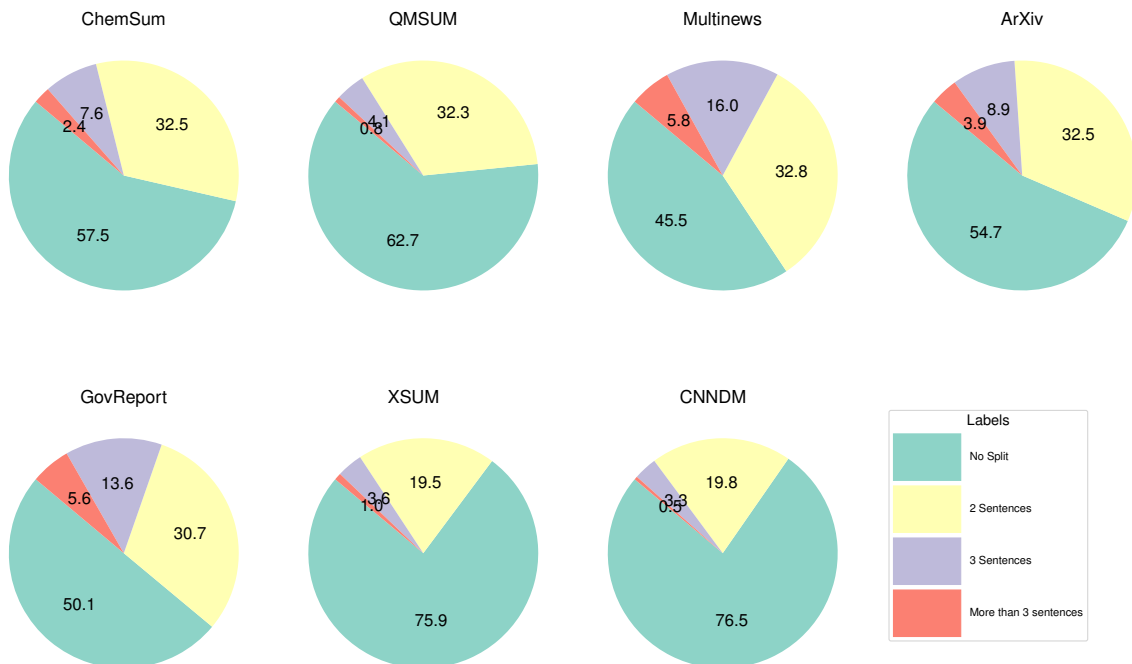 ChemSum
QMSUM
Multinews
ArXiv
7.6
2.4
32.5
57.5
4.1
0.8
32.3
62.7
16.0
5.8
32.8
45.5
8.9
3.9
32.5
54.7
GovReport
XSUM
CNNDM
13.6
5.6
30.7
50.1
19.5
3.6
1.0
75.9
19.8
3.3
0.5
76.5
Labels
No Split
2 Sentences
3 Sentences
More than 3 sentences